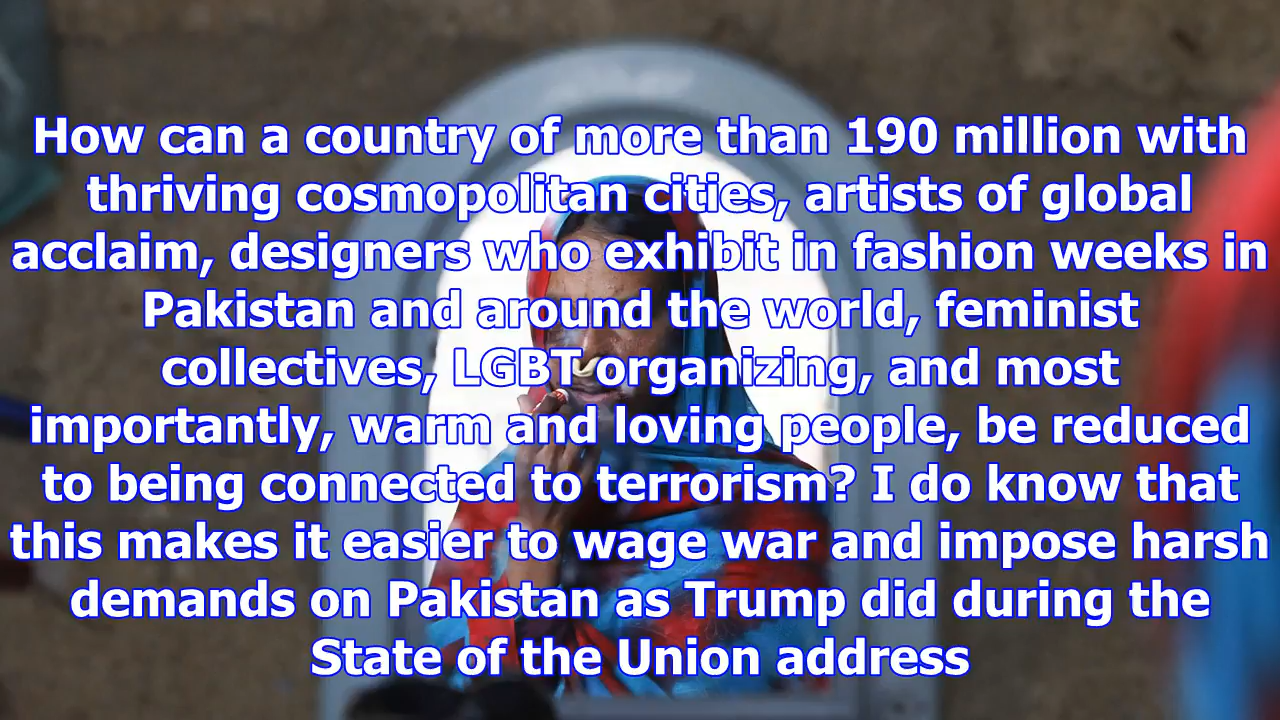 How can a country of more than 190 million with
thriving cosmopolitan cities, artists of global
acclaim, designers who exhibit in fashion weeks in
Pakistan and around the world, feminist
collectives, LGBT organizing, and most
importantly, warm and loving people, be reduced
to being connected to terrorism? I do know that
this makes it easier to wage war and impose harsh
demands on Pakistan as Trump did during the
State of the Union address